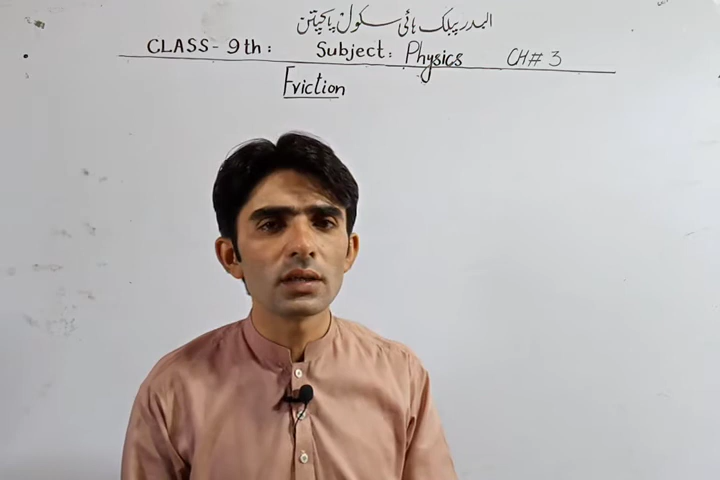 البدر پبلک ہائی سکول پاکپتن
CLASS- 9th: Subject: Physics CH# 3
Friction